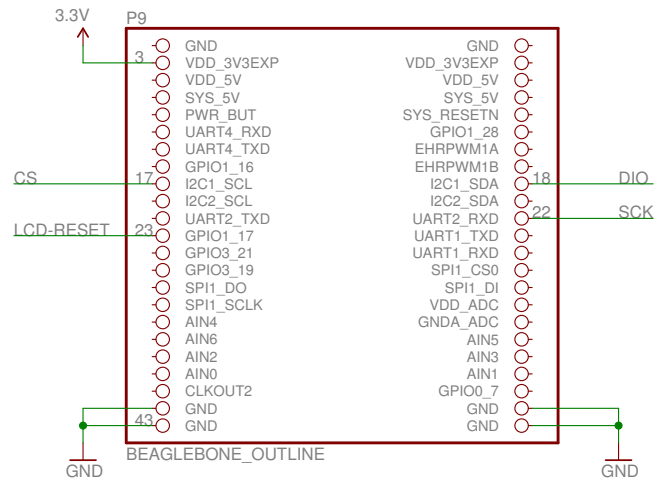 3.3V P9
GND GND
3 VDD_3V3EXP VDD_3V3EXP
VDD_5V VDD_5V
SYS_5V SYS_5V
PWR_BUT SYS_RESETN
UART4_RXD GPIO1_28
UART4_TXD EHRPWM1A
GPIO1_16 EHRPWM1B
CS 17 I2C1_SCL I2C1_SDA 18 DIO
I2C2_SCL I2C2_SDA
UART2_TXD UART2_RXD 22 SCK
LCD-RESET 23 GPIO1_17 UART1_TXD
GPIO3_21 UART1_RXD
GPIO3_19 SPI1_CS0
SPI1_DO SPI1_DI
SPI1_SCLK VDD_ADC
AIN4 GNDA_ADC
AIN6 AIN5
AIN2 AIN3
AIN0 AIN1
CLKOUT2 GPIO0_7
GND GND
43 GND GND
BEAGLEBONE_OUTLINE
GND GND